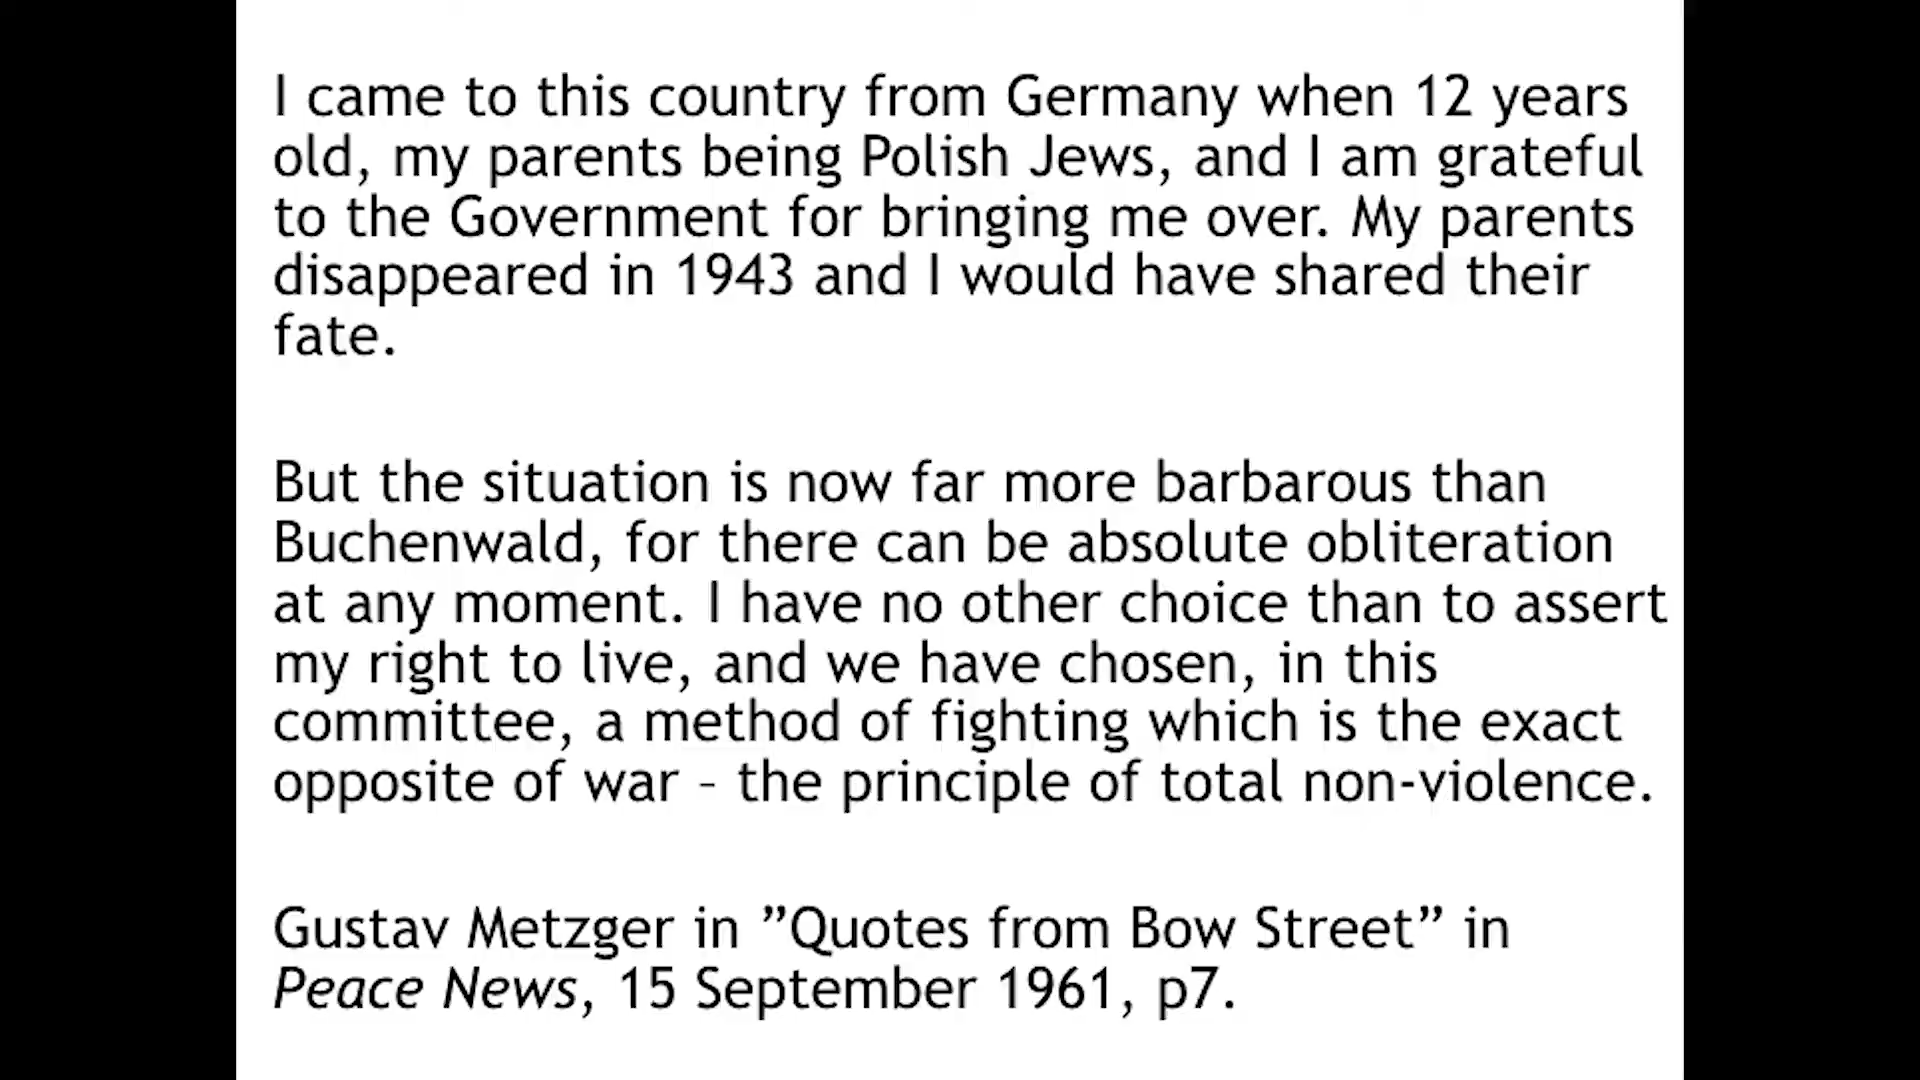 I came to this country from Germany when 12 years
old, my parents being Polish Jews, and I am grateful
to the Government for bringing me over. My parents
disappeared in 1943 and I would have shared their
fate.
But the situation is now far more barbarous than
Buchenwald, for there can be absolute obliteration
at any moment. I have no other choice than to assert
my right to live, and we have chosen, in this
committee, a method of fighting which is the exact
opposite of war – the principle of total non-violence.
Gustav Metzger in ”Quotes from Bow Street” in
Peace News, 15 September 1961, p7.